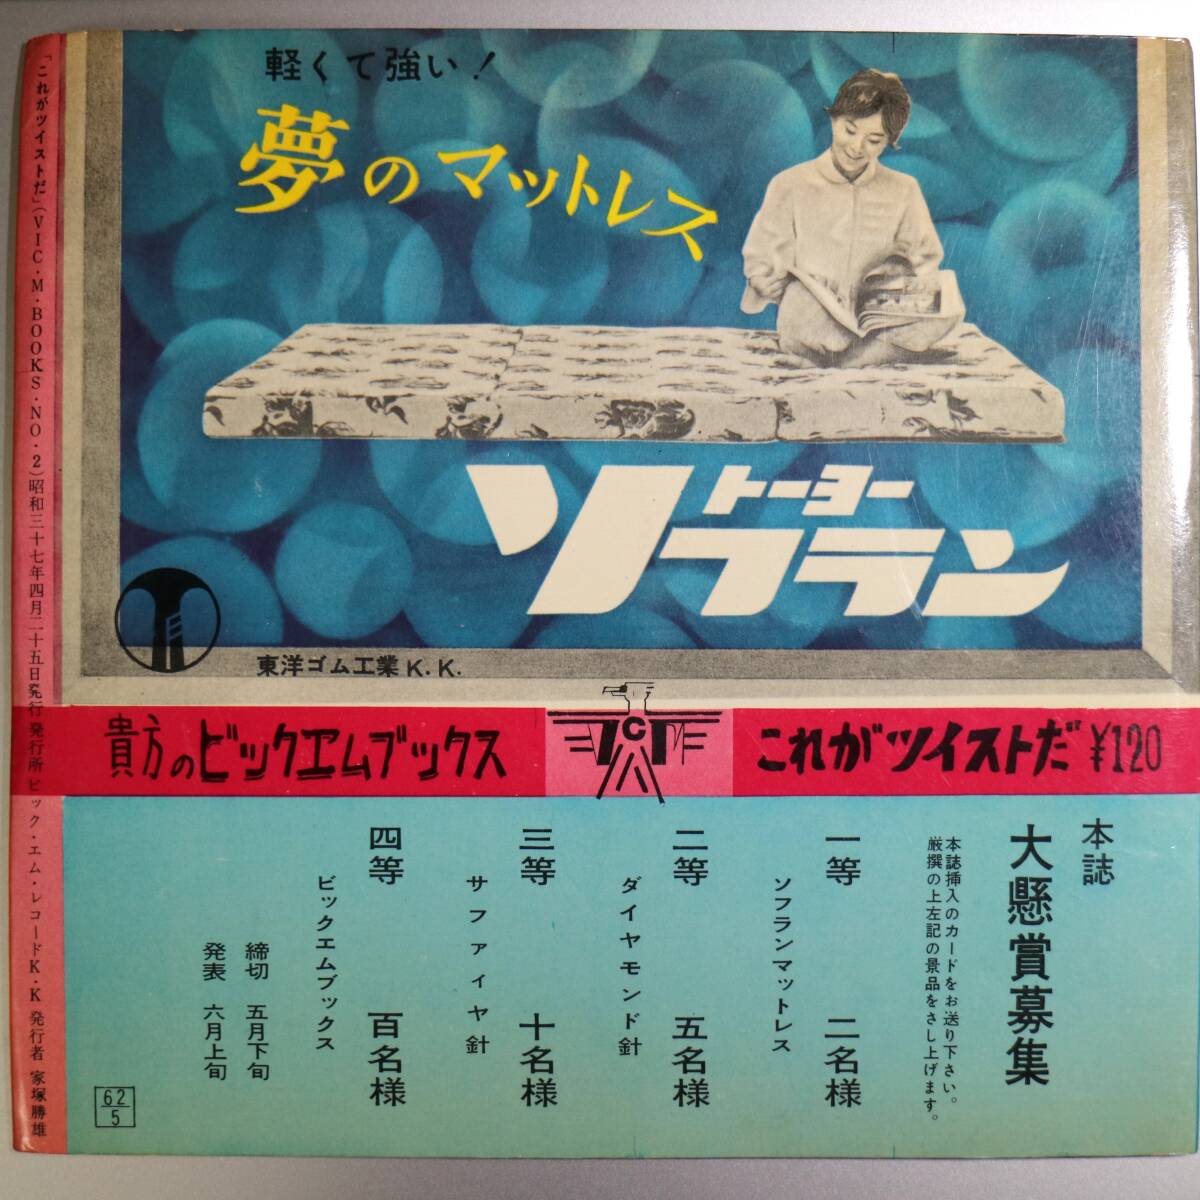 軽くて強い!
夢のマットレス
トーヨー
ソフラン
東洋ゴム工業K.K.
貴方のビックエムブックス
C
これがツイストだ ¥120
本誌
大懸賞募集
本誌挿入のカードをお送り下さい。
厳撰の上左記の景品をさし上げます。
一等 二名様
ソフランマットレス
二等 五名様
ダイヤモンド針
三等 十名様
サファイヤ針
四等 百名様
ビックエムブックス
締切 五月下旬
発表 六月上旬
62
5
「これがツイストだ」(VIC・M・BOOKS・NO・2)昭和三十七年四月二十五日発行 発行所 ビック・エム・レコードK・K 発行者 家塚勝雄